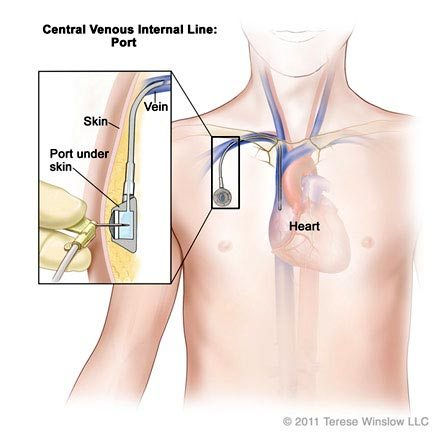 Central Venous Internal Line:
Port
Vein
Skin
Port under
skin
Heart
© 2011 Terese Winslow LLC